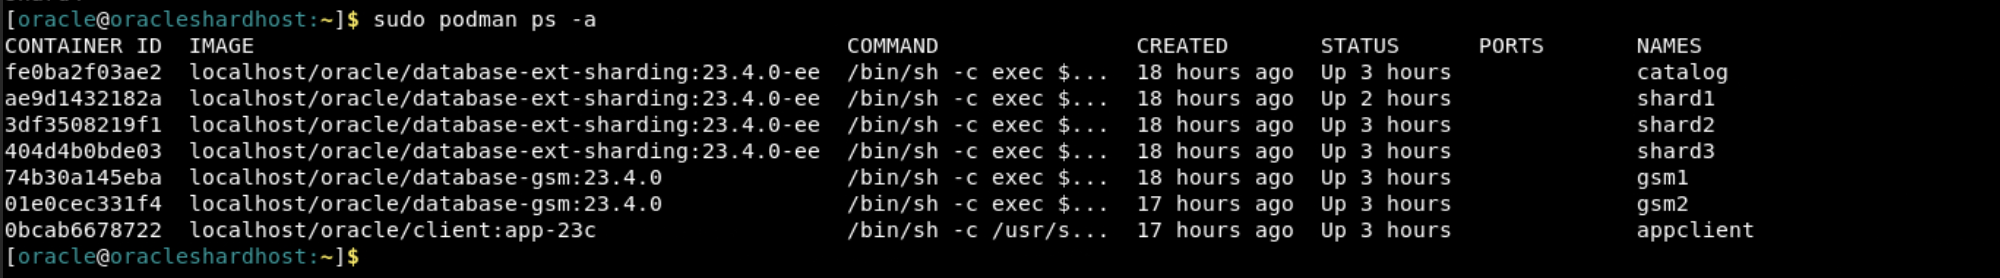 [oracle@oracleshardhost:~]$ sudo podman ps -a
CONTAINER ID  IMAGE                                           COMMAND               CREATED       STATUS      PORTS       NAMES
fe0ba2f03ae2  localhost/oracle/database-ext-sharding:23.4.0-ee  /bin/sh -c exec $...  18 hours ago  Up 3 hours              catalog
ae9d1432182a  localhost/oracle/database-ext-sharding:23.4.0-ee  /bin/sh -c exec $...  18 hours ago  Up 2 hours              shard1
3df3508219f1  localhost/oracle/database-ext-sharding:23.4.0-ee  /bin/sh -c exec $...  18 hours ago  Up 3 hours              shard2
404d4b0bde03  localhost/oracle/database-ext-sharding:23.4.0-ee  /bin/sh -c exec $...  18 hours ago  Up 3 hours              shard3
74b30a145eba  localhost/oracle/database-gsm:23.4.0              /bin/sh -c exec $...  18 hours ago  Up 3 hours              gsm1
01e0cec331f4  localhost/oracle/database-gsm:23.4.0              /bin/sh -c exec $...  17 hours ago  Up 3 hours              gsm2
0bcab6678722  localhost/oracle/client:app-23c                   /bin/sh -c /usr/s...  17 hours ago  Up 3 hours              appclient
[oracle@oracleshardhost:~]$